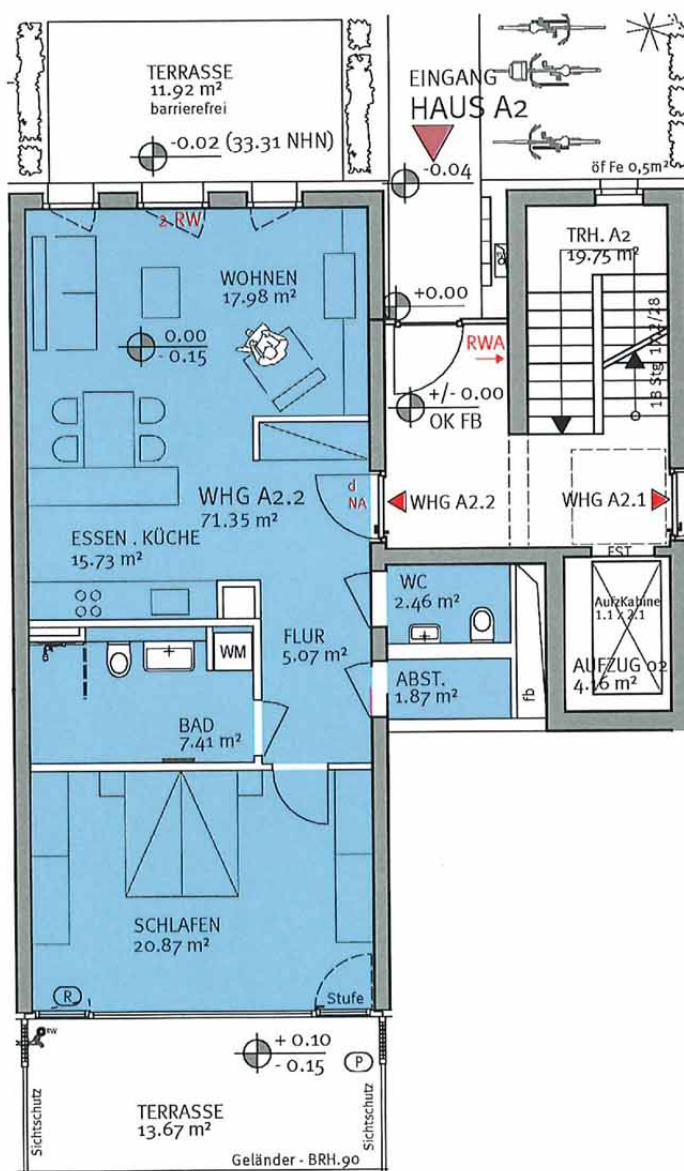 TERRASSE
11.92 m²
barrierefrei
-0.02 (33.31 NHN)
EINGANG
HAUS A2
-0.04
öf Fe 0,5m²
2 RW
WOHNEN
17.98 m²
TRH. A2
19.75 m²
+0.00
0.00
- 0.15
RWA
+/- 0.00
OK FB
WHG A2.2
71.35 m²
d
NA
WHG A2.2
WHG A2.1
ESSEN . KÜCHE
15.73 m²
FST
WC
2.46 m²
AufzKabine
1.1 x 2.1
FLUR
5.07 m²
WM
ABST.
1.87 m²
fb
AUFZUG 02
4.16 m²
BAD
7.41 m²
SCHLAFEN
20.87 m²
R
Stufe
+ 0.10
- 0.15
P
Sichtschutz
Sichtschutz
TERRASSE
13.67 m²
Geländer - BRH.90